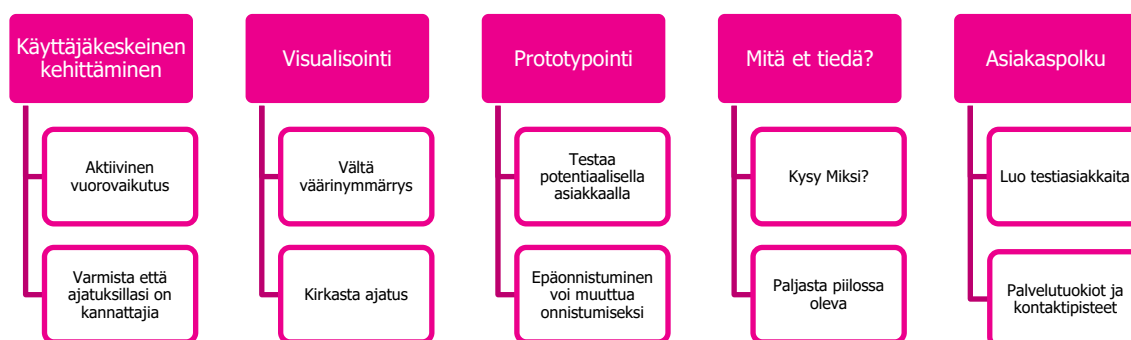 Käyttäjäkeskeinen
kehittäminen
Aktiivinen
vuorovaikutus
Varmista että
ajatuksillasi on
kannattajia
Visualisointi
Vältä
väärinymmärrys
Kirkasta ajatus
Prototypointi
Testaa
potentiaalisella
asiakkaalla
Epäonnistuminen
voi muuttua
onnistumiseksi
Mitä et tiedä?
Kysy Miksi?
Paljasta piilossa
oleva
Asiakaspolku
Luo testiasiakkaita
Palvelutuokiot ja
kontaktipisteet